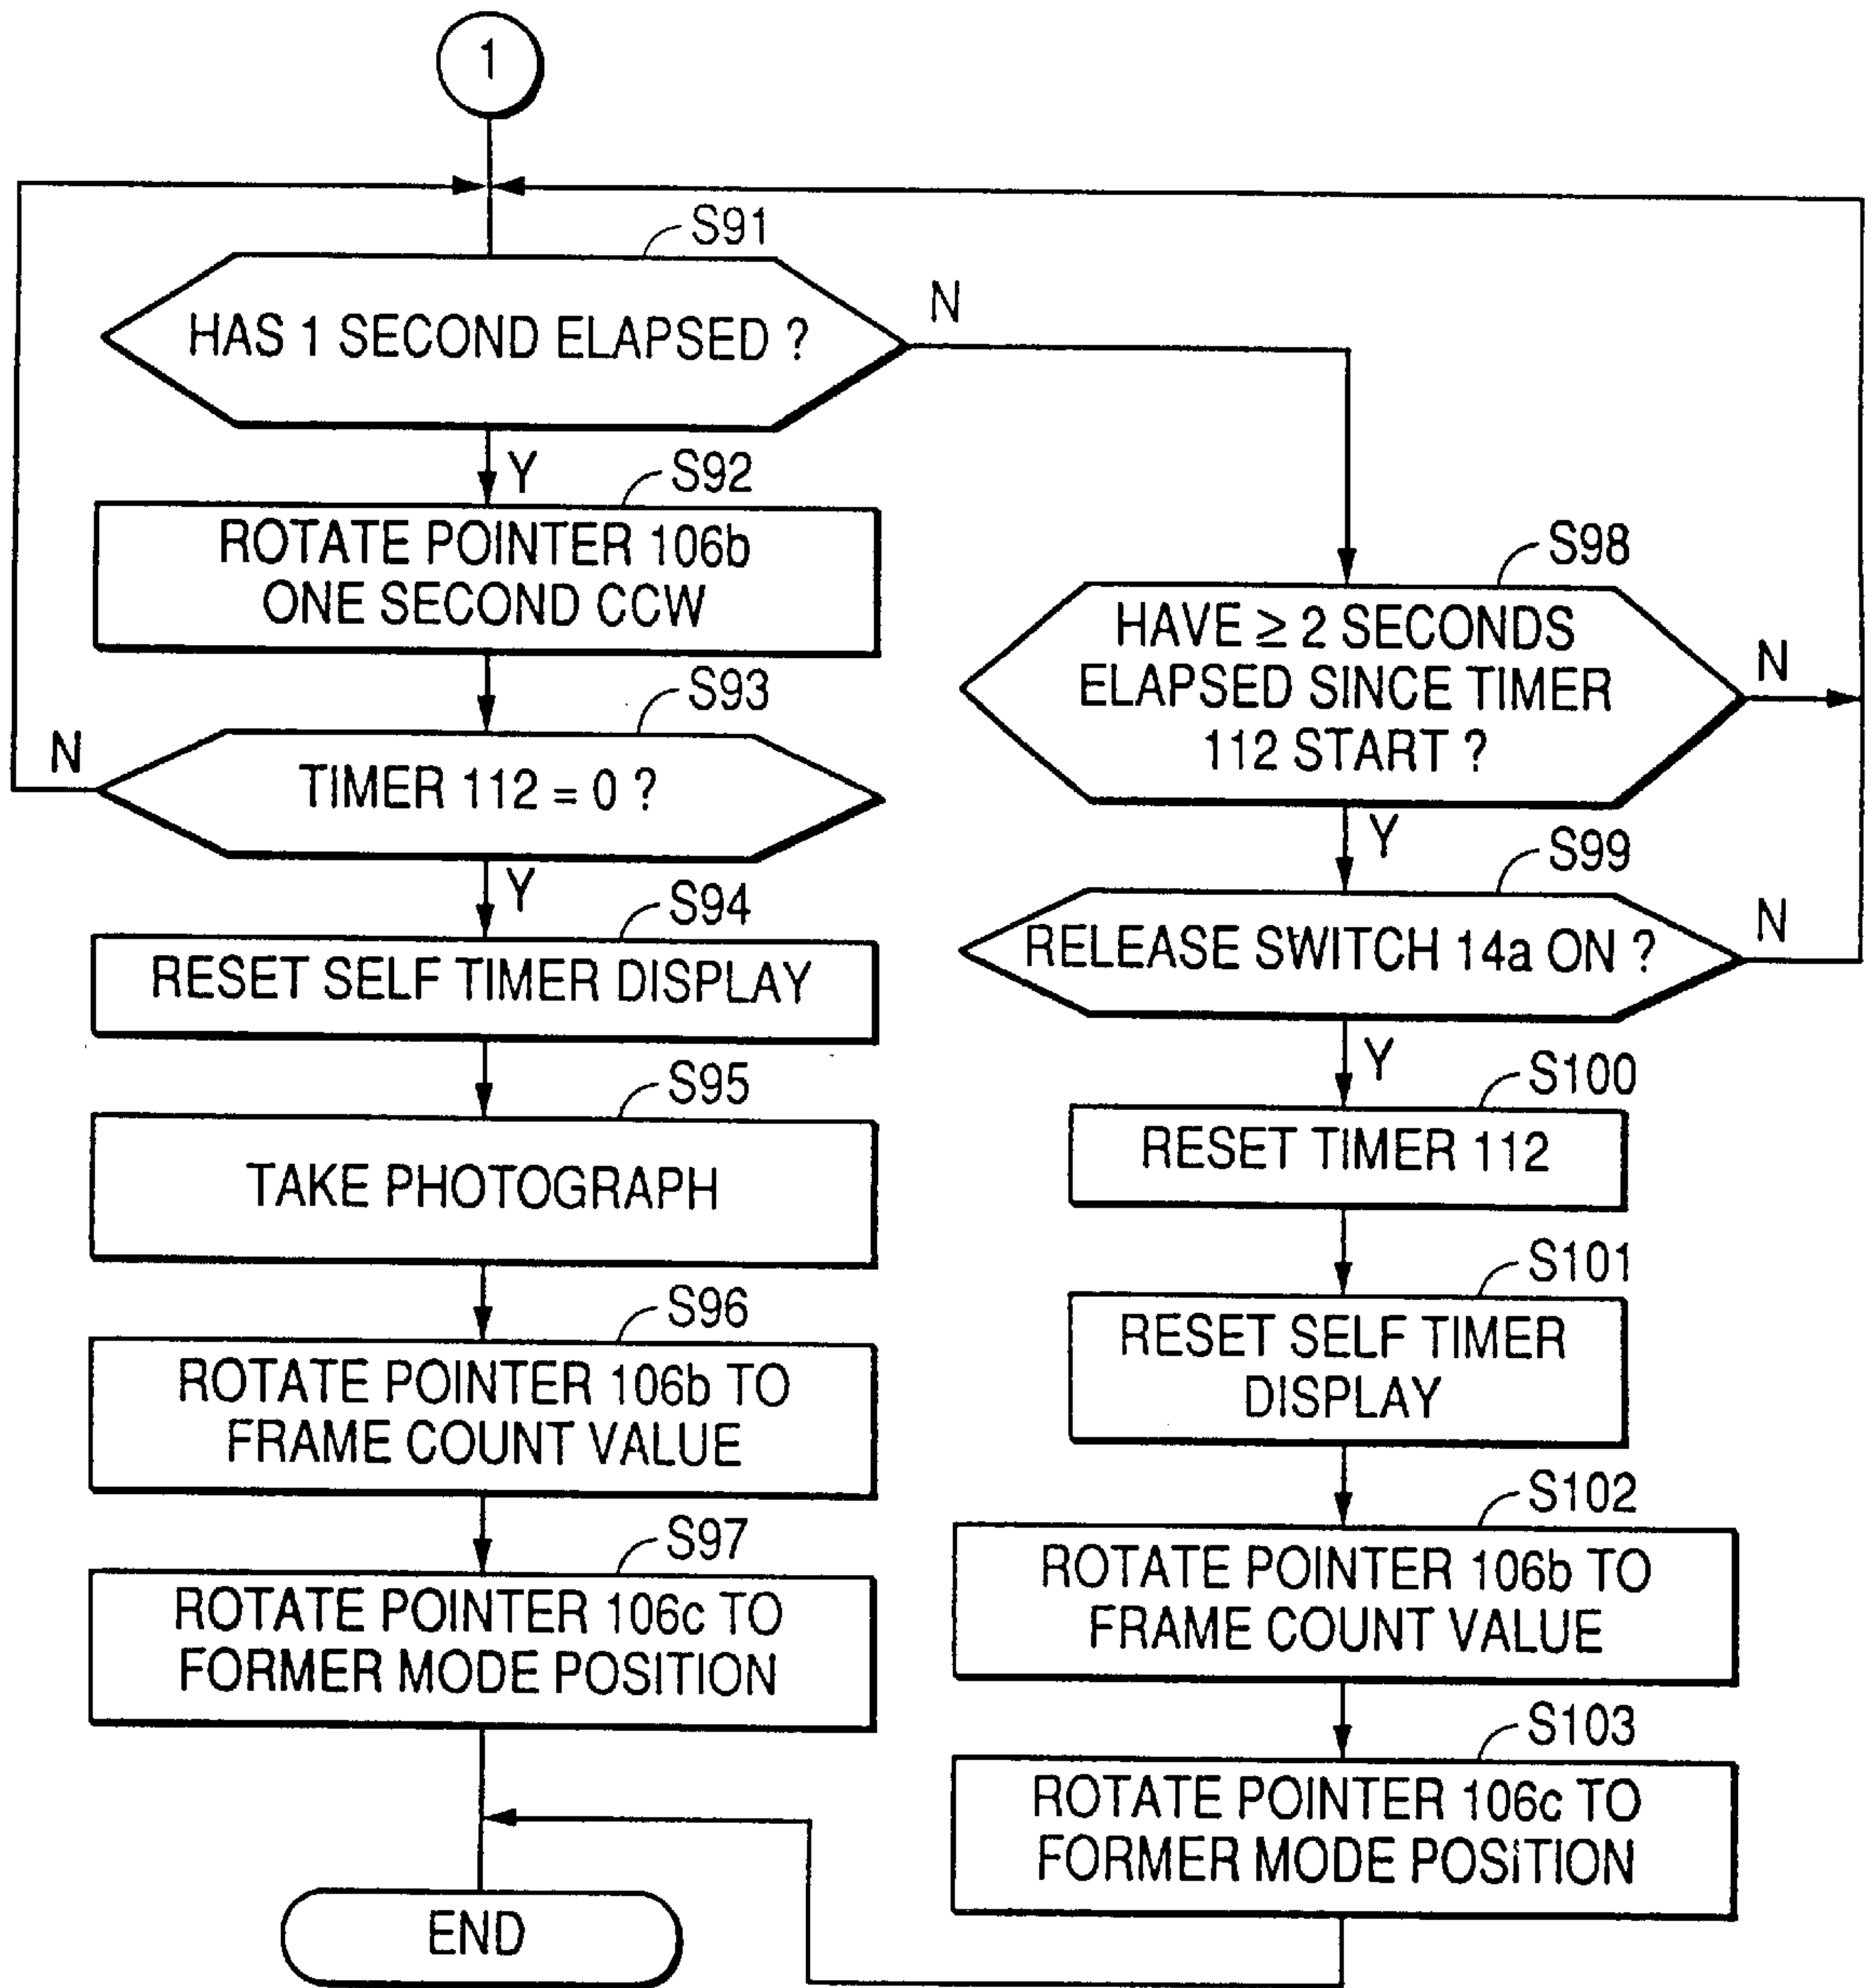 1
S91
HAS 1 SECOND ELAPSED ?
N
Y
S92
ROTATE POINTER 106b
ONE SECOND CCW
S93
N
TIMER 112 = 0 ?
Y
S94
RESET SELF TIMER DISPLAY
S95
TAKE PHOTOGRAPH
S96
ROTATE POINTER 106b TO
FRAME COUNT VALUE
S97
ROTATE POINTER 106c TO
FORMER MODE POSITION
END
S98
HAVE ≥ 2 SECONDS
ELAPSED SINCE TIMER
112 START ?
N
Y
S99
RELEASE SWITCH 14a ON ?
N
Y
S100
RESET TIMER 112
S101
RESET SELF TIMER
DISPLAY
S102
ROTATE POINTER 106b TO
FRAME COUNT VALUE
S103
ROTATE POINTER 106c TO
FORMER MODE POSITION